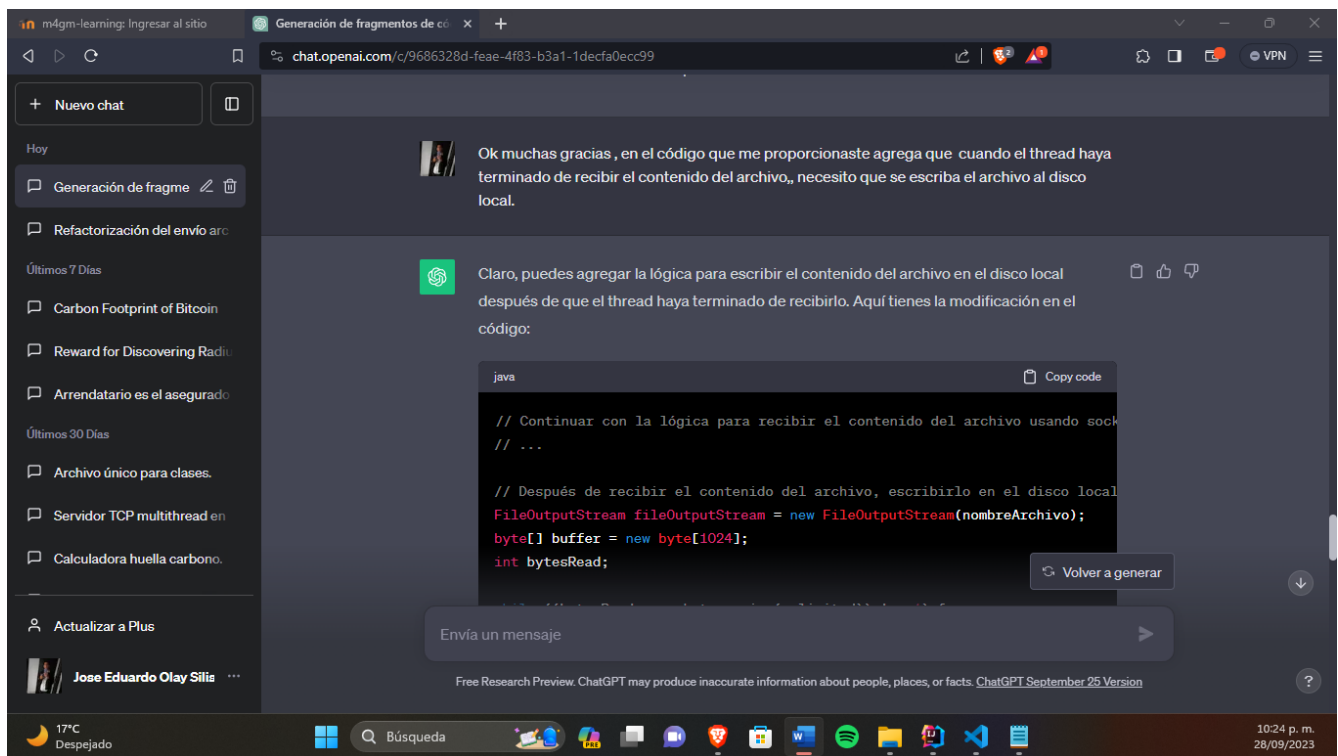 m4gm-learning: Ingresar al sitio
Generación de fragmentos de có
chat.openai.com/c/9686328d-feae-4f83-b3a1-1decfa0ecc99
2
1
VPN
+ Nuevo chat
Hoy
Generación de fragme
Refactorización del envío arc
Últimos 7 Días
Carbon Footprint of Bitcoin
Reward for Discovering Radiu
Arrendatario es el asegurado
Últimos 30 Días
Archivo único para clases.
Servidor TCP multithread en
Calculadora huella carbono.
Actualizar a Plus
Jose Eduardo Olay Silis ...
Ok muchas gracias , en el código que me proporcionaste agrega que cuando el thread haya
terminado de recibir el contenido del archivo,, necesito que se escriba el archivo al disco
local.
Claro, puedes agregar la lógica para escribir el contenido del archivo en el disco local
después de que el thread haya terminado de recibirlo. Aquí tienes la modificación en el
código:
java
Copy code
// Continuar con la lógica para recibir el contenido del archivo usando sock
// ...
// Después de recibir el contenido del archivo, escribirlo en el disco local
FileOutputStream fileOutputStream = new FileOutputStream(nombreArchivo);
byte[] buffer = new byte[1024];
int bytesRead;
Volver a generar
Envía un mensaje
Free Research Preview. ChatGPT may produce inaccurate information about people, places, or facts. ChatGPT September 25 Version
?
17°C
Despejado
Búsqueda
PRE
10:24 p. m.
28/09/2023